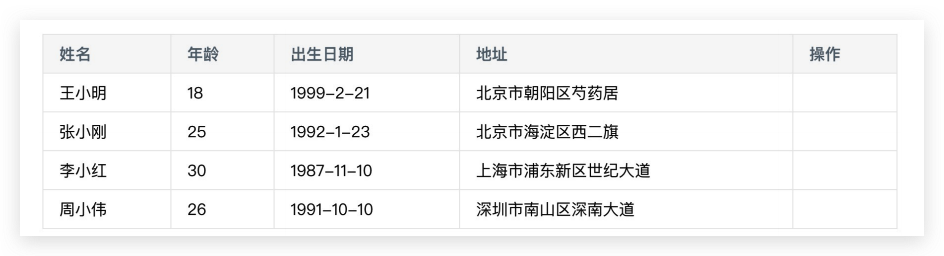 姓名 年龄 出生日期 地址 操作
王小明 18 1999-2-21 北京市朝阳区芍药居
张小刚 25 1992-1-23 北京市海淀区西二旗
李小红 30 1987-11-10 上海市浦东新区世纪大道
周小伟 26 1991-10-10 深圳市南山区深南大道